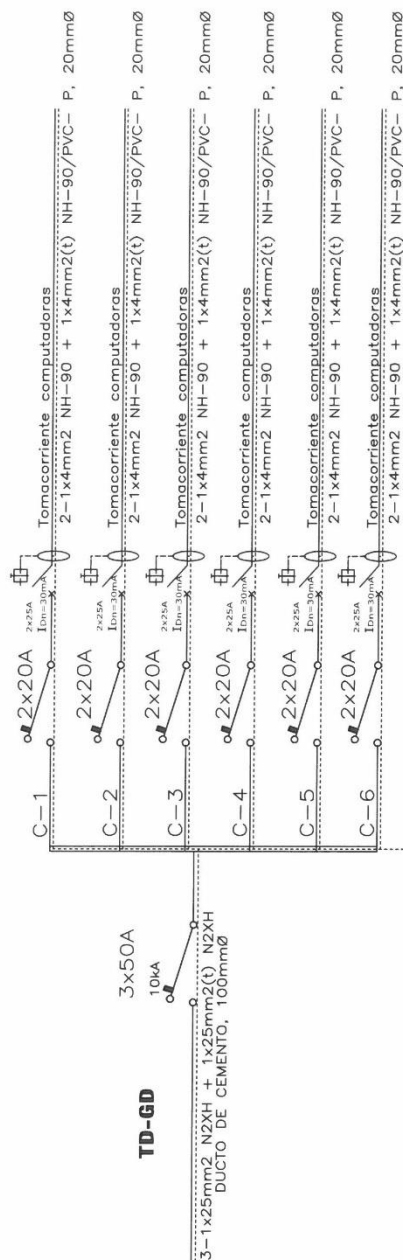 TD-GD
3x50A
10kA
3-1x25mm2 N2XH + 1x25mm2(t) N2XH
DUCTO DE CEMENTO, 100mmØ
C-1
2x20A
2x25A
IDn=30mA
Tomacorriente computadoras
2-1x4mm2 NH-90 + 1x4mm2(t) NH-90/PVC- P, 20mmØ
C-2
2x20A
2x25A
IDn=30mA
Tomacorriente computadoras
2-1x4mm2 NH-90 + 1x4mm2(t) NH-90/PVC- P, 20mmØ
C-3
2x20A
2x25A
IDn=30mA
Tomacorriente computadoras
2-1x4mm2 NH-90 + 1x4mm2(t) NH-90/PVC- P, 20mmØ
C-4
2x20A
2x25A
IDn=30mA
Tomacorriente computadoras
2-1x4mm2 NH-90 + 1x4mm2(t) NH-90/PVC- P, 20mmØ
C-5
2x20A
2x25A
IDn=30mA
Tomacorriente computadoras
2-1x4mm2 NH-90 + 1x4mm2(t) NH-90/PVC- P, 20mmØ
C-6
2x20A
2x25A
IDn=30mA
Tomacorriente computadoras
2-1x4mm2 NH-90 + 1x4mm2(t) NH-90/PVC- P, 20mmØ